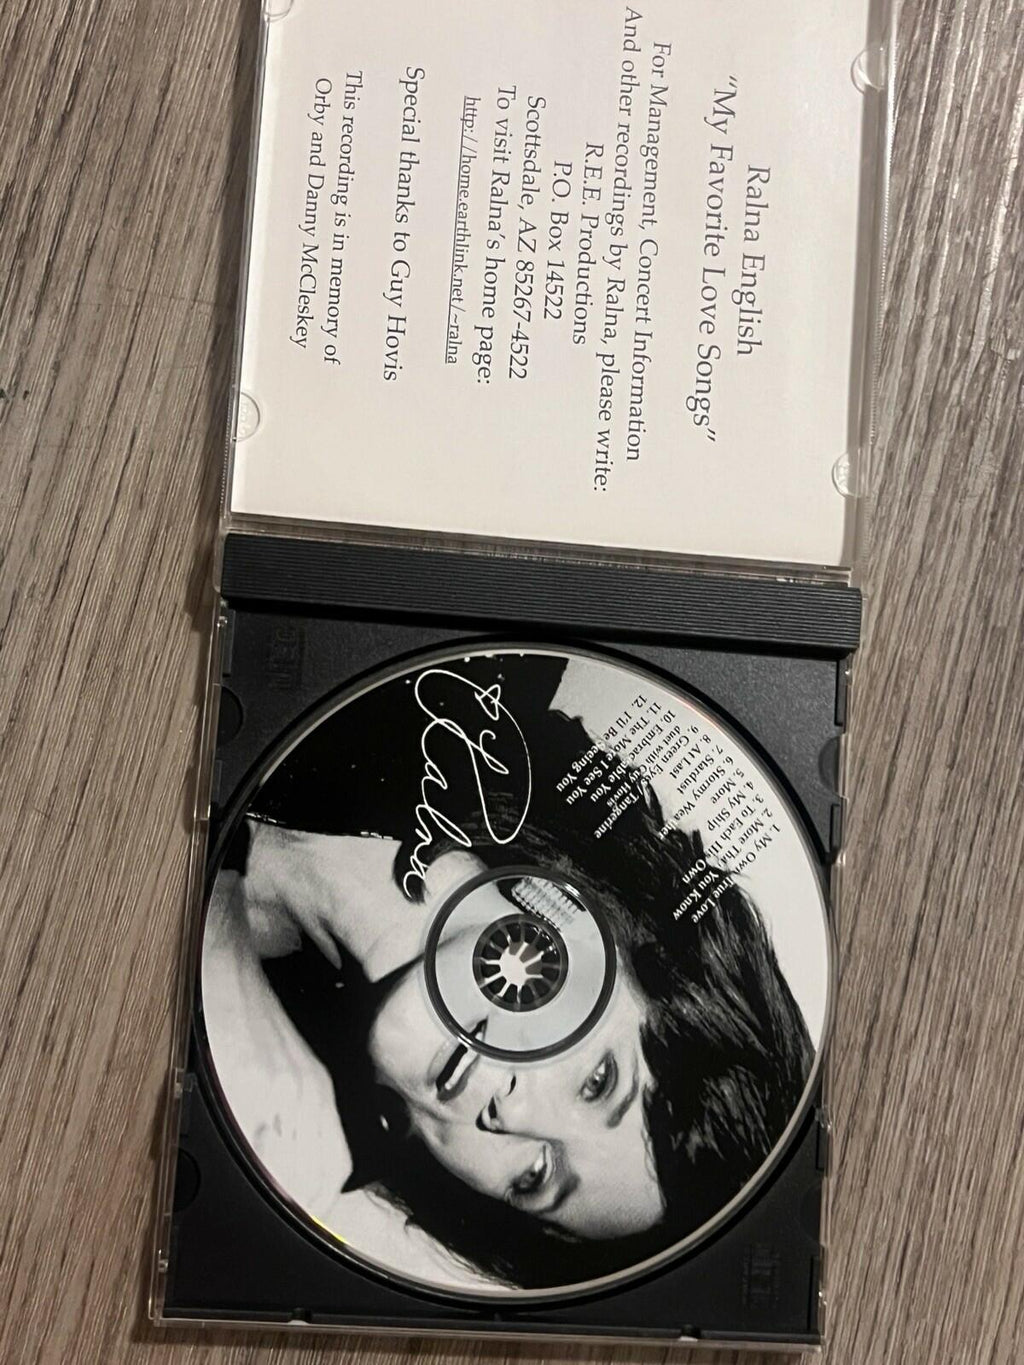 Ralna English
"My Favorite Love Songs"
For Management, Concert Information
And other recordings by Ralna, please write:
R.E.E. Productions
P.O. Box 14522
Scottsdale, AZ 85267-4522
To visit Ralna's home page:
http://home.earthlink.net/~ralna
Special thanks to Guy Hovis
This recording is in memory of
Orby and Danny McCleskey
1. My Own True Love
2. More Than You Know
3. To Each His Own
4. My Ship
5. More
6. Stormy Weather
7. Stardust
8. At Last
9. Green Eyes/Tangerine
duet with Guy Hovis
10. Embraceable You
11. The More I See You
12. I'll Be Seeing You
Ralna